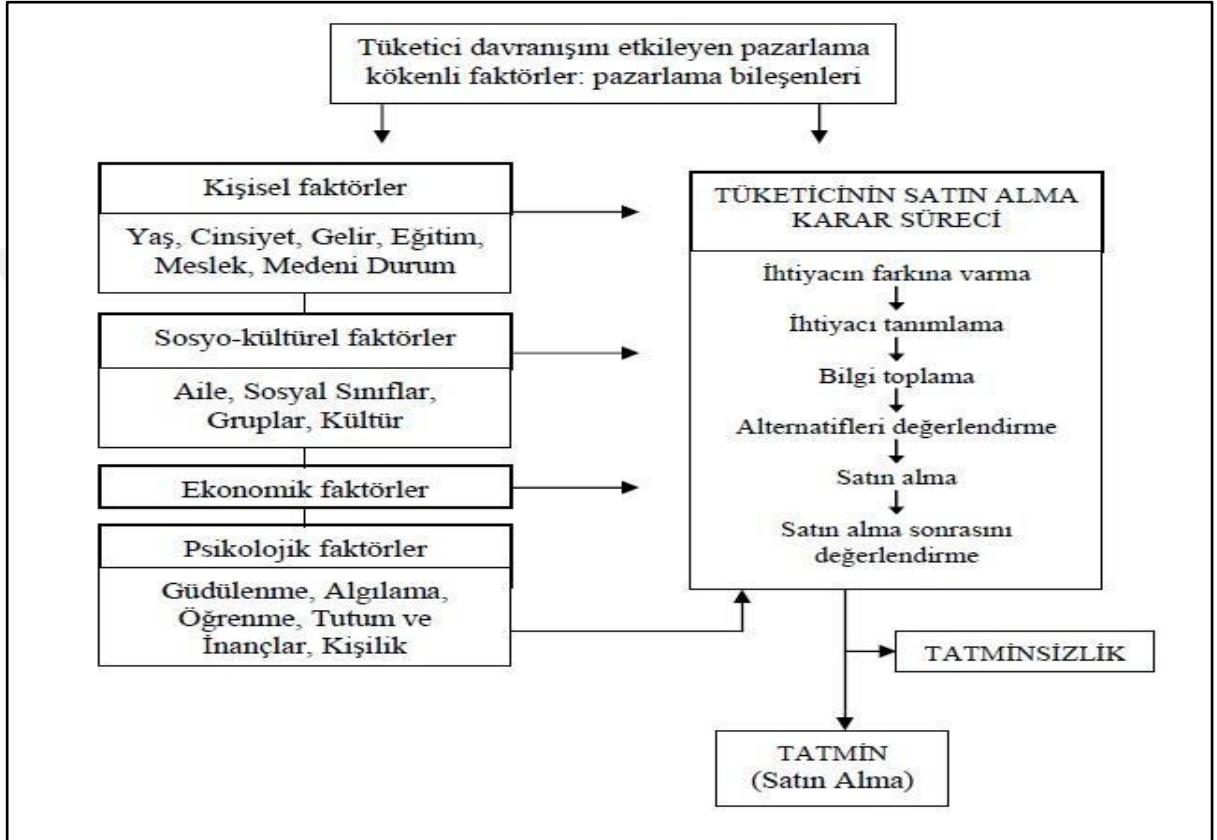 Tüketici davranışını etkileyen pazarlama
kökenli faktörler: pazarlama bileşenleri
Kişisel faktörler
Yaş, Cinsiyet, Gelir, Eğitim,
Meslek, Medeni Durum
Sosyo-kültürel faktörler
Aile, Sosyal Sınıflar,
Gruplar, Kültür
Ekonomik faktörler
Psikolojik faktörler
Güdülenme, Algılama,
Öğrenme, Tutum ve
İnançlar, Kişilik
TÜKETİCİNİN SATIN ALMA
KARAR SÜRECİ
İhtiyacın farkına varma
İhtiyacı tanımlama
Bilgi toplama
Alternatifleri değerlendirme
Satın alma
Satın alma sonrasını
değerlendirme
TATMİNSİZLİK
TATMİN
(Satın Alma)